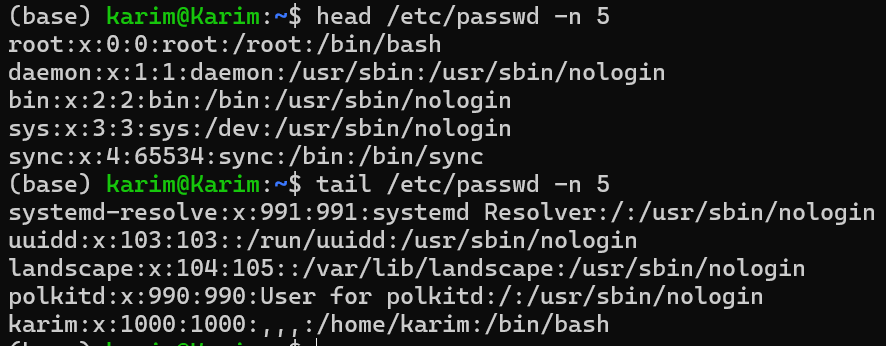 (base) karim@Karim:~$ head /etc/passwd -n 5
root:x:0:0:root:/root:/bin/bash
daemon:x:1:1:daemon:/usr/sbin:/usr/sbin/nologin
bin:x:2:2:bin:/bin:/usr/sbin/nologin
sys:x:3:3:sys:/dev:/usr/sbin/nologin
sync:x:4:65534:sync:/bin:/bin/sync
(base) karim@Karim:~$ tail /etc/passwd -n 5
systemd-resolve:x:991:991:systemd Resolver:/:/usr/sbin/nologin
uuidd:x:103:103::/run/uuidd:/usr/sbin/nologin
landscape:x:104:105::/var/lib/landscape:/usr/sbin/nologin
polkitd:x:990:990:User for polkitd:/:/usr/sbin/nologin
karim:x:1000:1000:,,,:/home/karim:/bin/bash
(base) karim@Karim:~$